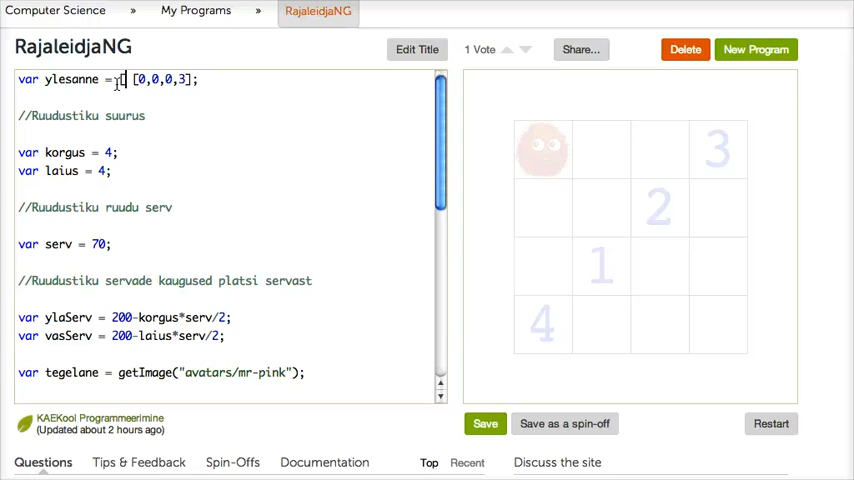 Computer Science » My Programs » RajaleidjaNG
RajaleidjaNG Edit Title 1 Vote Share... Delete New Program
var ylesanne = [ [0,0,0,3];
//Ruudustiku suurus
var korgus = 4;
var laius = 4;
//Ruudustiku ruudu serv
var serv = 70;
//Ruudustiku servade kaugused platsi servast
var ylaServ = 200-korgus*serv/2;
var vasServ = 200-laius*serv/2;
var tegelane = getImage("avatars/mr-pink");
3
2
1
4
KAEKool Programmeerimine
(Updated about 2 hours ago)
Save Save as a spin-off Restart
Questions Tips & Feedback Spin-Offs Documentation Top Recent Discuss the site